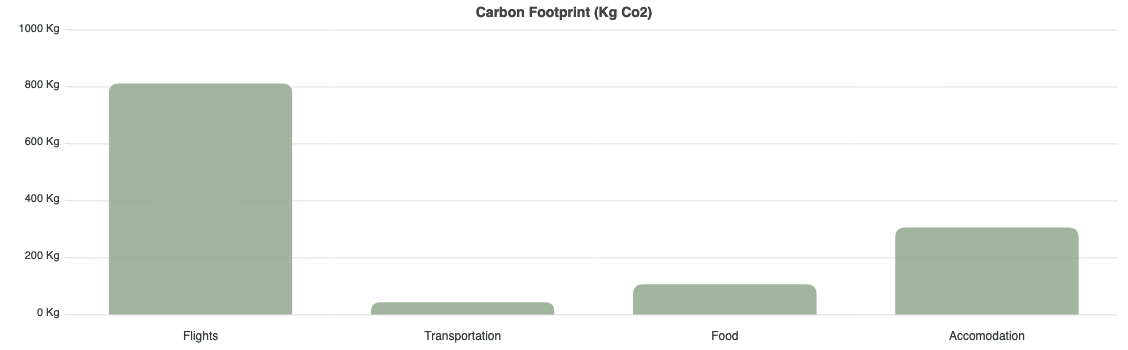 Carbon Footprint (Kg Co2)
1000 Kg
800 Kg
600 Kg
400 Kg
200 Kg
0 Kg
Flights
Transportation
Food
Accomodation